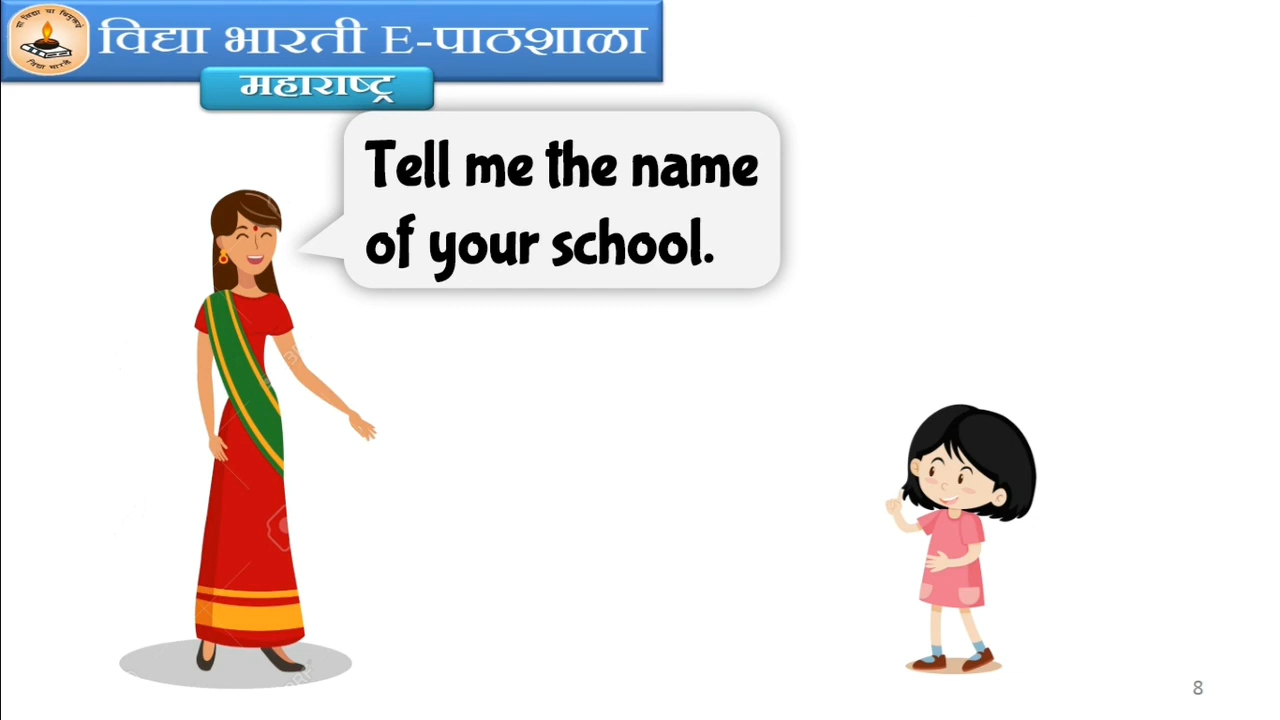 विद्या भारती E-पाठशाळा
महाराष्ट्र
Tell me the name
of your school.
8